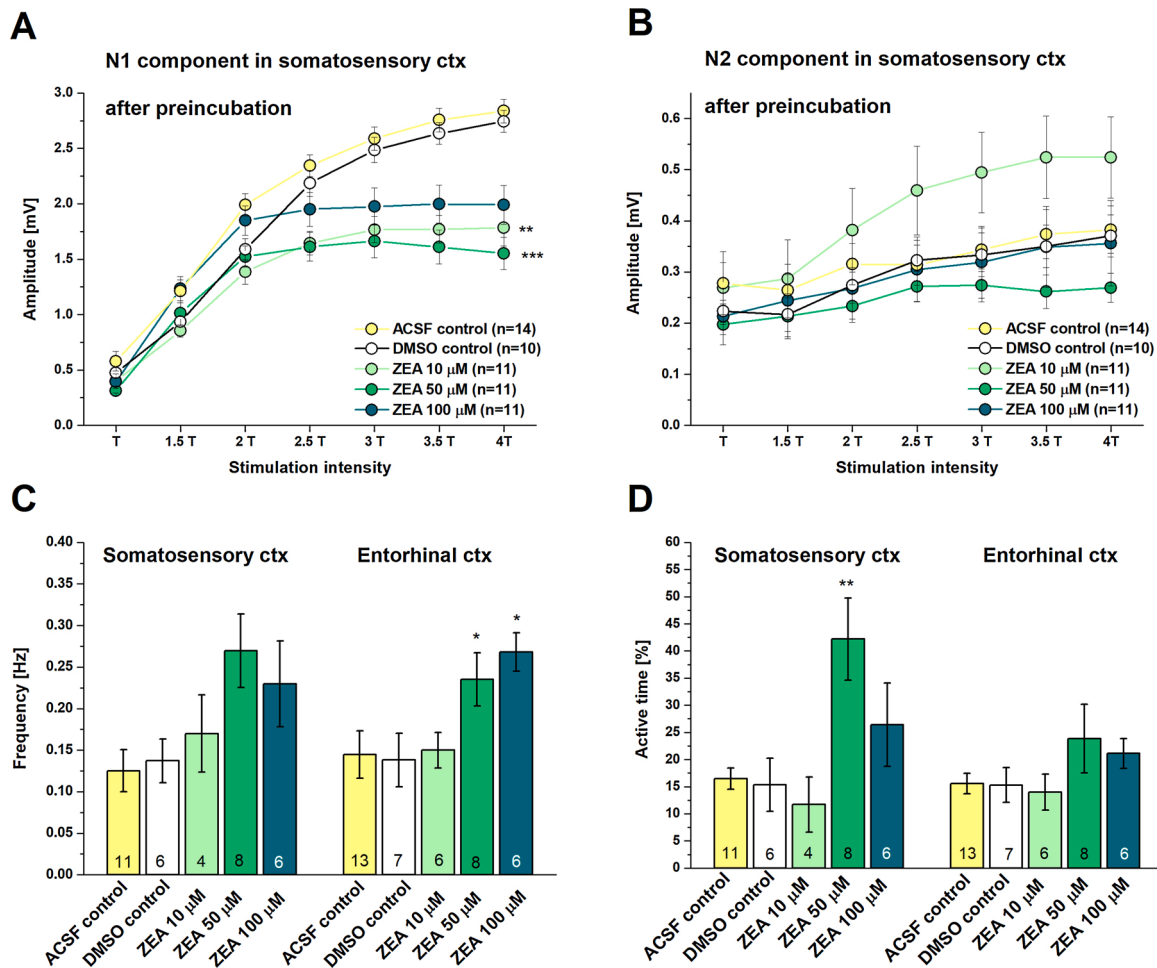 A
N1 component in somatosensory ctx
after preincubation
3.0
2.5
2.0
1.5
1.0
0.5
0.0
Amplitude [mV]
**
***
ACSF control (n=14)
DMSO control (n=10)
ZEA 10 μM (n=11)
ZEA 50 μM (n=11)
ZEA 100 μM (n=11)
T 1.5 T 2 T 2.5 T 3 T 3.5 T 4T
Stimulation intensity
B
N2 component in somatosensory ctx
after preincubation
0.6
0.5
0.4
0.3
0.2
0.1
0.0
Amplitude [mV]
ACSF control (n=14)
DMSO control (n=10)
ZEA 10 μM (n=11)
ZEA 50 μM (n=11)
ZEA 100 μM (n=11)
T 1.5 T 2 T 2.5 T 3 T 3.5 T 4T
Stimulation intensity
C
Somatosensory ctx Entorhinal ctx
0.40
0.35
0.30
0.25
0.20
0.15
0.10
0.05
0.00
Frequency [Hz]
* *
11 6 4 8 6 13 7 6 8 6
ACSF control
DMSO control
ZEA 10 μM
ZEA 50 μM
ZEA 100 μM
ACSF control
DMSO control
ZEA 10 μM
ZEA 50 μM
ZEA 100 μM
D
Somatosensory ctx Entorhinal ctx
60
55
50
45
40
35
30
25
20
15
10
5
0
Active time [%]
**
11 6 4 8 6 13 7 6 8 6
ACSF control
DMSO control
ZEA 10 μM
ZEA 50 μM
ZEA 100 μM
ACSF control
DMSO control
ZEA 10 μM
ZEA 50 μM
ZEA 100 μM